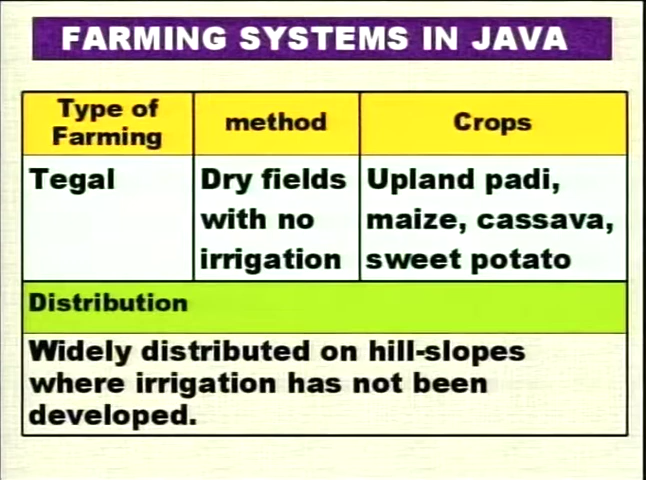 FARMING SYSTEMS IN JAVA
Type of Farming
method
Crops
Tegal
Dry fields
with no
irrigation
Upland padi,
maize, cassava,
sweet potato
Distribution
Widely distributed on hill-slopes
where irrigation has not been
developed.